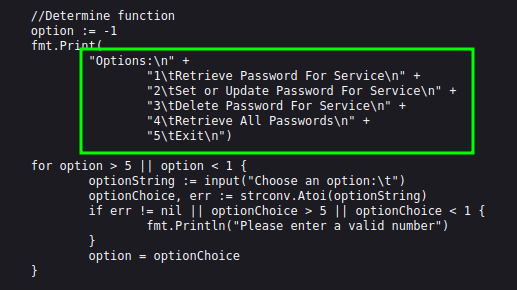 //Determine function
option := -1
fmt.Print(
"Options:\n" +
"1\tRetrieve Password For Service\n" +
"2\tSet or Update Password For Service\n" +
"3\tDelete Password For Service\n" +
"4\tRetrieve All Passwords\n" +
"5\tExit\n")
for option > 5 || option < 1 {
optionString := input("Choose an option:\t")
optionChoice, err := strconv.Atoi(optionString)
if err != nil || optionChoice > 5 || optionChoice < 1 {
fmt.Println("Please enter a valid number")
}
option = optionChoice
}